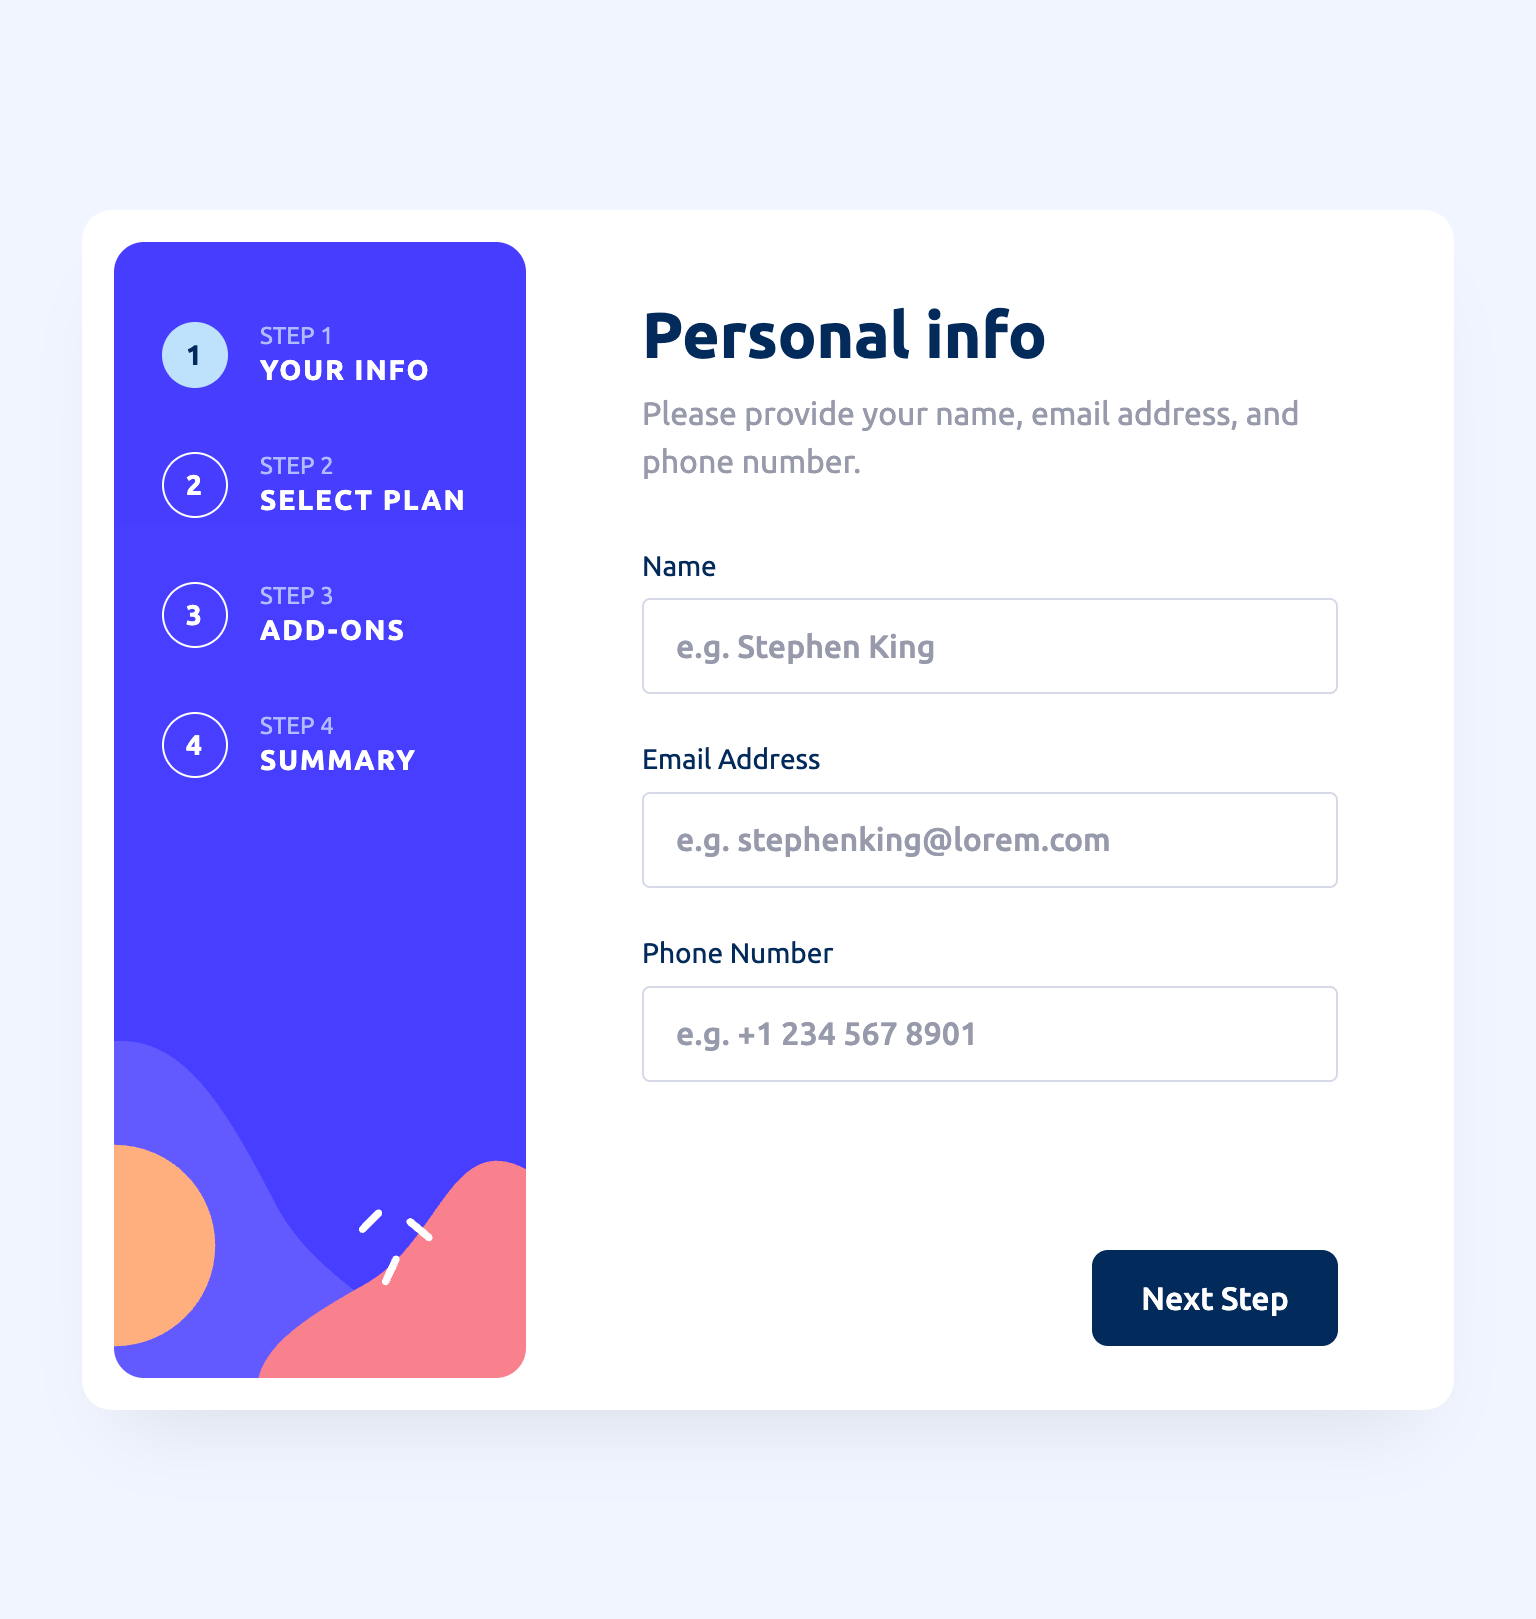 1
STEP 1
YOUR INFO
2
STEP 2
SELECT PLAN
3
STEP 3
ADD-ONS
4
STEP 4
SUMMARY
Personal info
Please provide your name, email address, and
phone number.
Name
e.g. Stephen King
Email Address
e.g. stephenking@lorem.com
Phone Number
e.g. +1 234 567 8901
Next Step